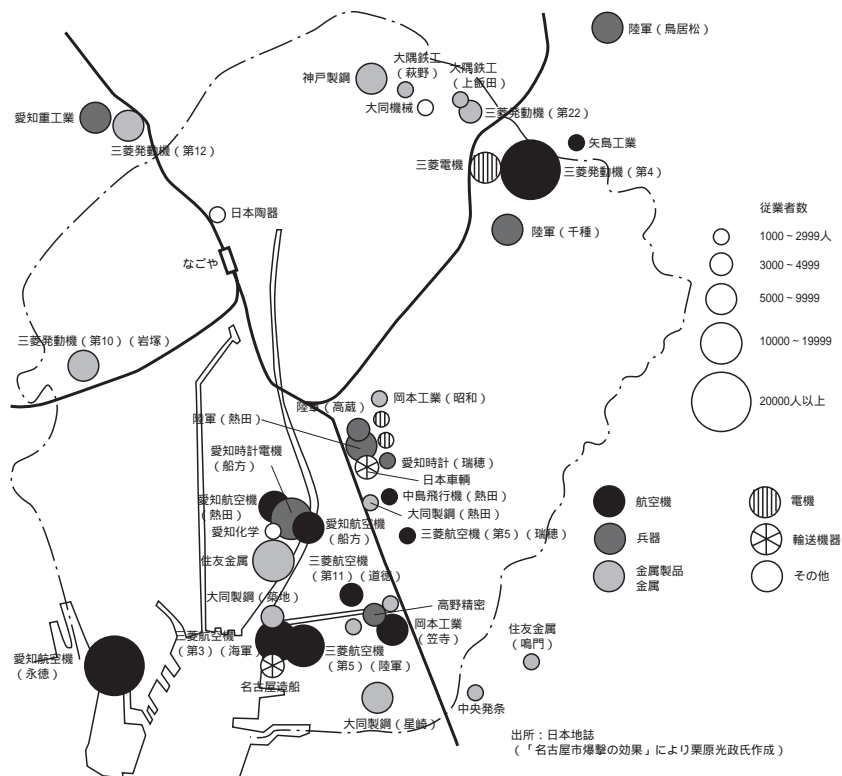 陸軍（鳥居松）
大隅鉄工
（萩野）
大隅鉄工
（上飯田）
神戸製鋼
大同機械
三菱発動機（第22）
愛知重工業
三菱発動機（第12）
矢島工業
三菱電機
三菱発動機（第4）
日本陶器
陸軍（千種）
なごや
従業者数
1000～2999人
3000～4999
5000～9999
10000～19999
20000人以上
三菱発動機（第10）（岩塚）
岡本工業（昭和）
陸軍（高蔵）
陸軍（熱田）
愛知時計電機
（船方）
愛知時計（瑞穂）
日本車輌
愛知航空機
（熱田）
中島飛行機（熱田）
大同製鋼（熱田）
愛知化学
愛知航空機
（船方）
三菱航空機（第5）（瑞穂）
住友金属
三菱航空機
（第11）（道徳）
大同製鋼（築地）
高野精密
岡本工業
（笠寺）
三菱航空機
（第3）（海軍）
三菱航空機
（第5）（陸軍）
住友金属
（鳴門）
愛知航空機
（永徳）
名古屋造船
大同製鋼（星崎）
中央発条
航空機
兵器
金属製品
金属
電機
輸送機器
その他
出所：日本地誌
（「名古屋市爆撃の効果」により栗原光政氏作成）